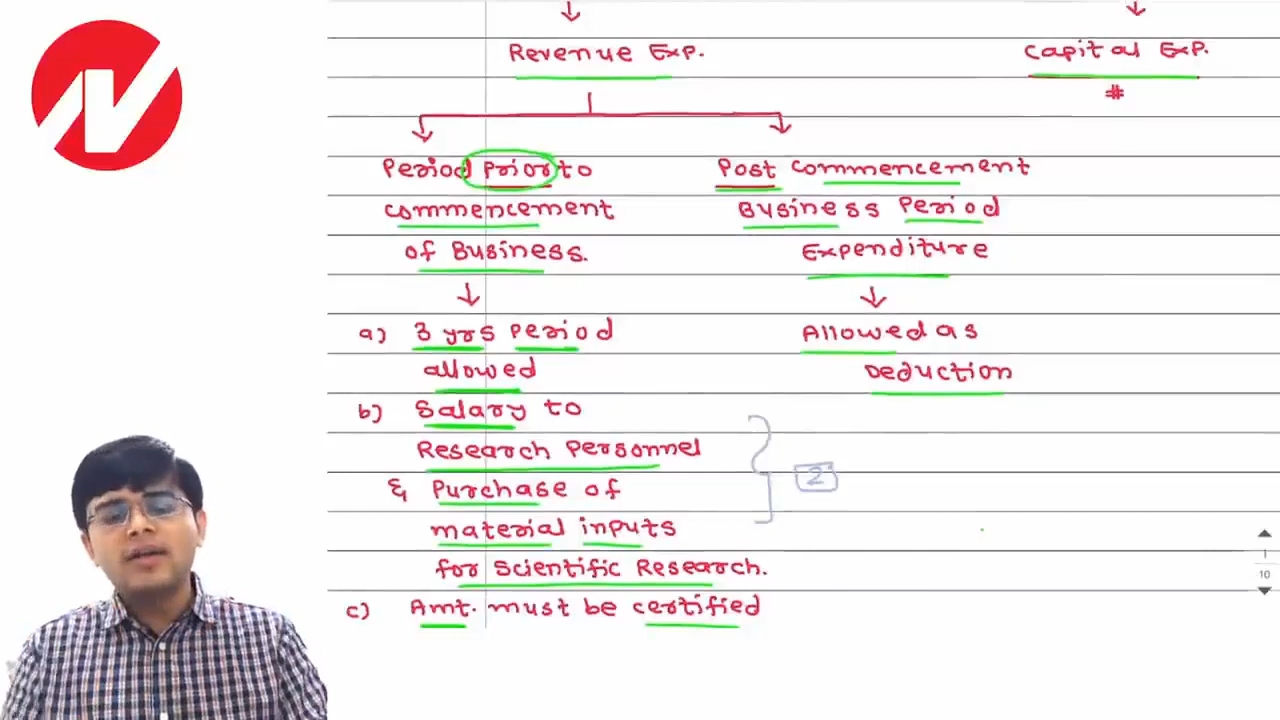 Revenue Exp.
Capital Exp.
#
Period Prior to
commencement
of Business.
Post commencement
Business Period
Expenditure
a) 3 yrs Period
allowed
Allowed as
Deduction
b) Salary to
Research Personnel
& Purchase of
material inputs
for Scientific Research.
2
c) Amt. must be certified
1
10